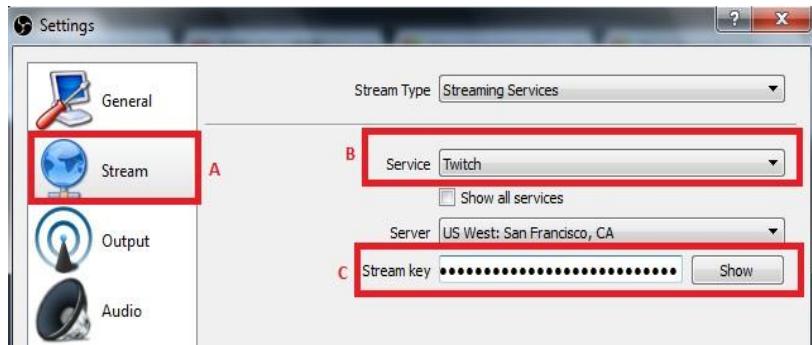 Settings
?
X
General
Stream Type Streaming Services
Stream A
B Service Twitch
Show all services
Output Server US West: San Francisco, CA
C Stream key •••••••••••••••••••••••••• Show
Audio